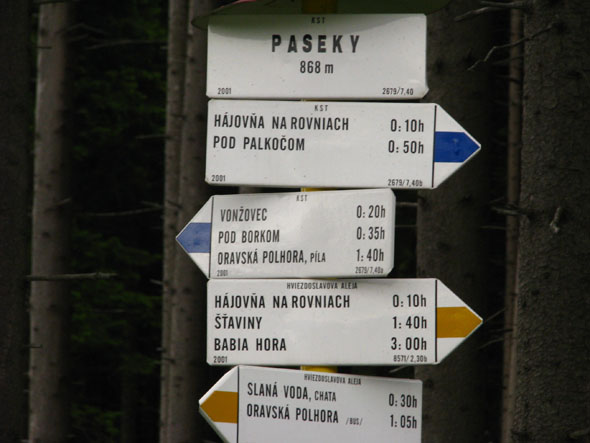 KST
PASEKY
868 m
2001 2679/7,40
KST
HÁJOVŇA NA ROVNIACH 0:10h
POD PALKOČOM 0:50h
2001 2679/7,40b
KST
VONŽOVEC 0:20h
POD BORKOM 0:35h
ORAVSKÁ POLHORA, PÍLA 1:40h
2001 2679/7,40a
HVIEZDOSLAVOVA ALEJA
HÁJOVŇA NA ROVNIACH 0:10h
ŠŤAVINY 1:40h
BABIA HORA 3:00h
2001 8571/2,30b
HVIEZDOSLAVOVA ALEJA
SLANÁ VODA, CHATA 0:30h
ORAVSKÁ POLHORA /BUS/ 1:05h